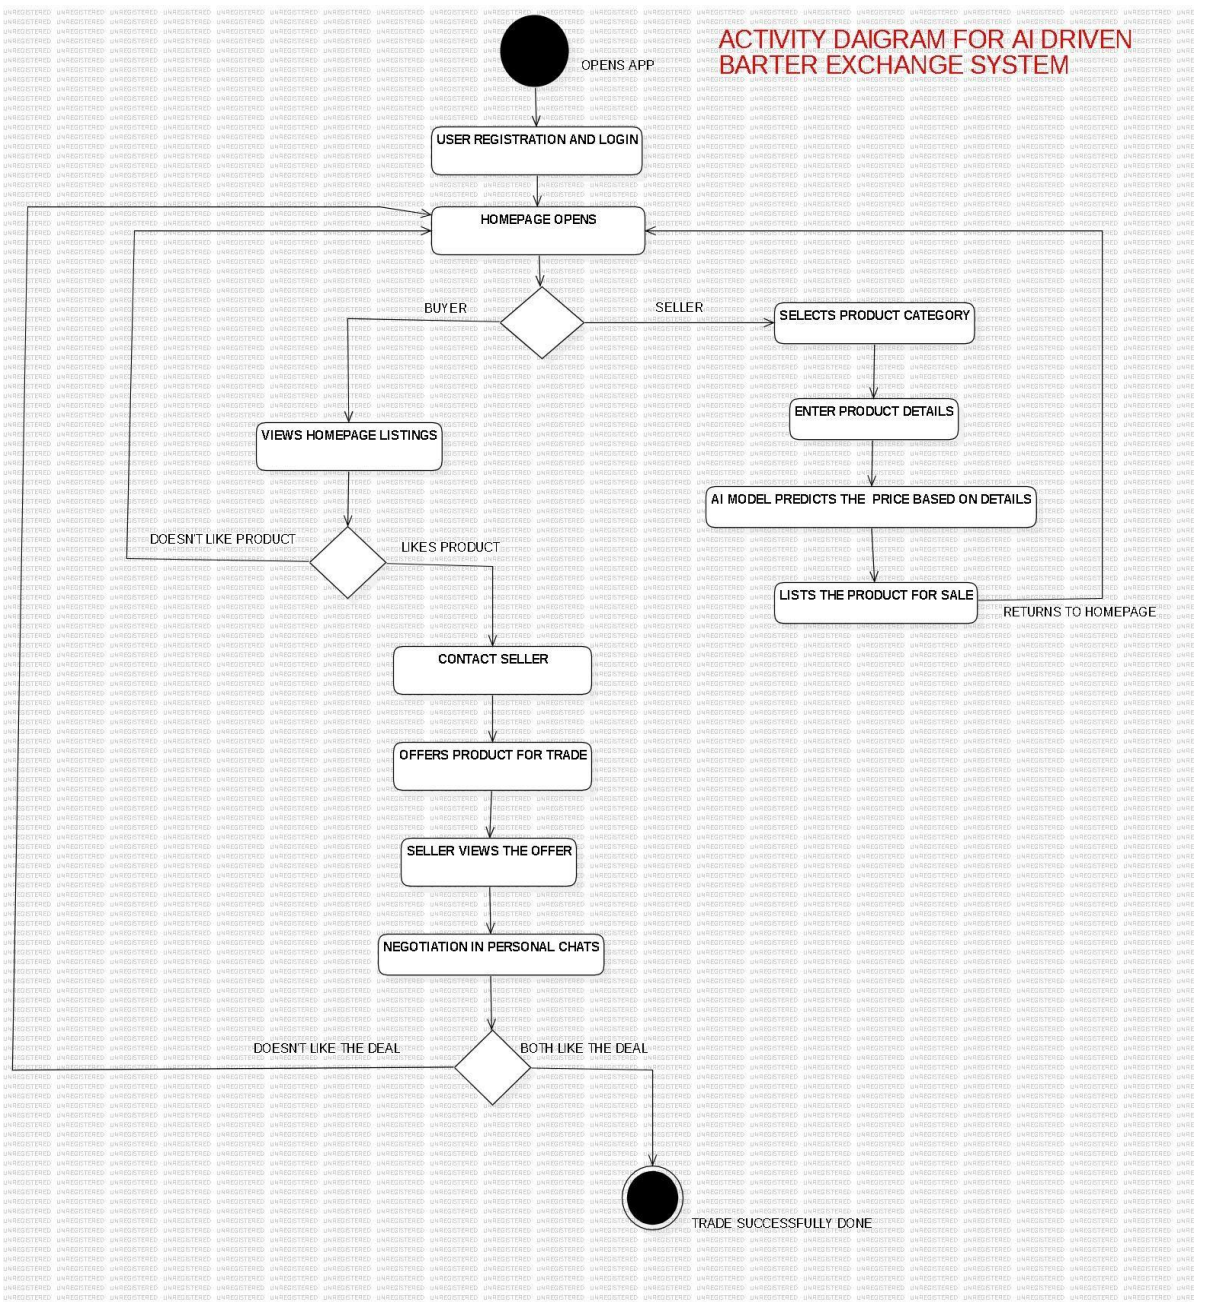 OPENS APP
ACTIVITY DAIGRAM FOR AI DRIVEN
BARTER EXCHANGE SYSTEM
USER REGISTRATION AND LOGIN
HOMEPAGE OPENS
BUYER
SELLER
SELECTS PRODUCT CATEGORY
ENTER PRODUCT DETAILS
VIEWS HOMEPAGE LISTINGS
AI MODEL PREDICTS THE PRICE BASED ON DETAILS
DOESN'T LIKE PRODUCT
LIKES PRODUCT
LISTS THE PRODUCT FOR SALE
RETURNS TO HOMEPAGE
CONTACT SELLER
OFFERS PRODUCT FOR TRADE
SELLER VIEWS THE OFFER
NEGOTIATION IN PERSONAL CHATS
DOESN'T LIKE THE DEAL
BOTH LIKE THE DEAL
TRADE SUCCESSFULLY DONE
UNREGISTERED